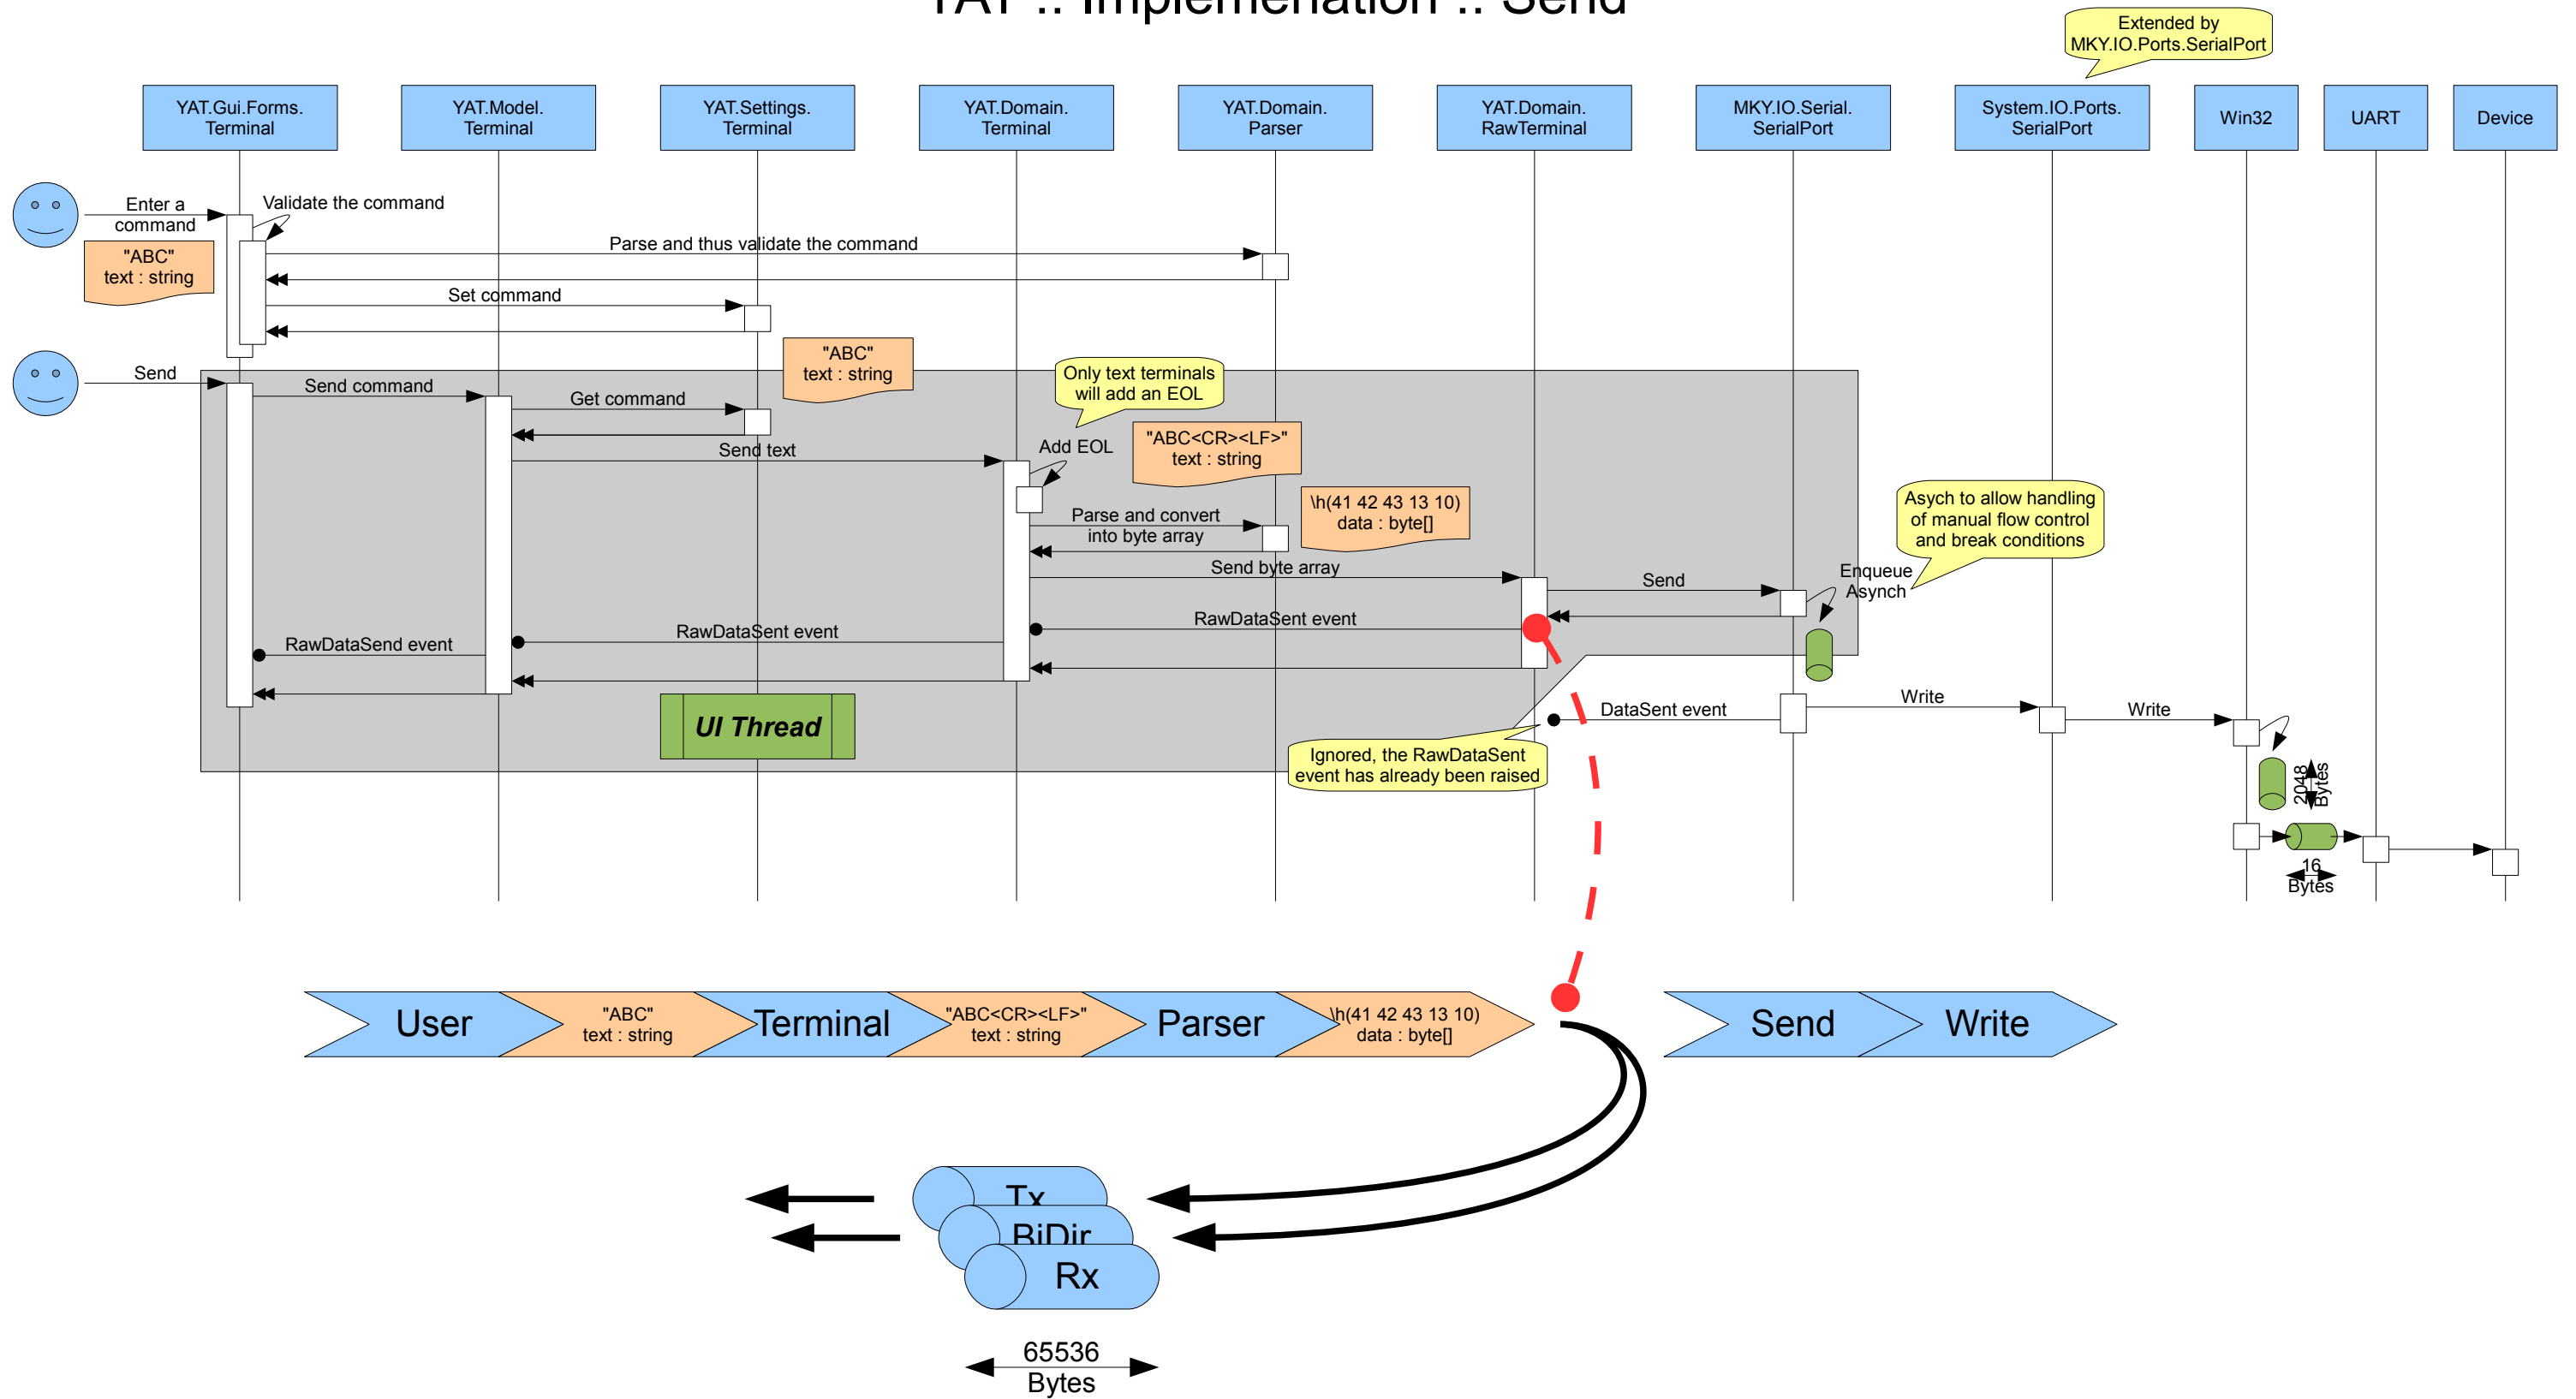 YAT :: Implemenation :: Send
Extended by
MKY.IO.Ports.SerialPort
YAT.Gui.Forms.
Terminal
YAT.Model.
Terminal
YAT.Settings.
Terminal
YAT.Domain.
Terminal
YAT.Domain.
Parser
YAT.Domain.
RawTerminal
MKY.IO.Serial.
SerialPort
System.IO.Ports.
SerialPort
Win32
UART
Device
Enter a
command
Validate the command
"ABC"
text : string
Parse and thus validate the command
Set command
"ABC"
text : string
Send
Send command
Get command
Only text terminals
will add an EOL
Send text
Add EOL
"ABC<CR><LF>"
text : string
Parse and convert
into byte array
\h(41 42 43 13 10)
data : byte[]
Asych to allow handling
of manual flow control
and break conditions
Send byte array
Send
Enqueue
Asynch
RawDataSent event
RawDataSent event
RawDataSend event
UI Thread
DataSent event
Write
Write
Ignored, the RawDataSent
event has already been raised
2048
Bytes
16
Bytes
User
"ABC"
text : string
Terminal
"ABC<CR><LF>"
text : string
Parser
\h(41 42 43 13 10)
data : byte[]
Send
Write
Tx
BiDir
Rx
65536
Bytes